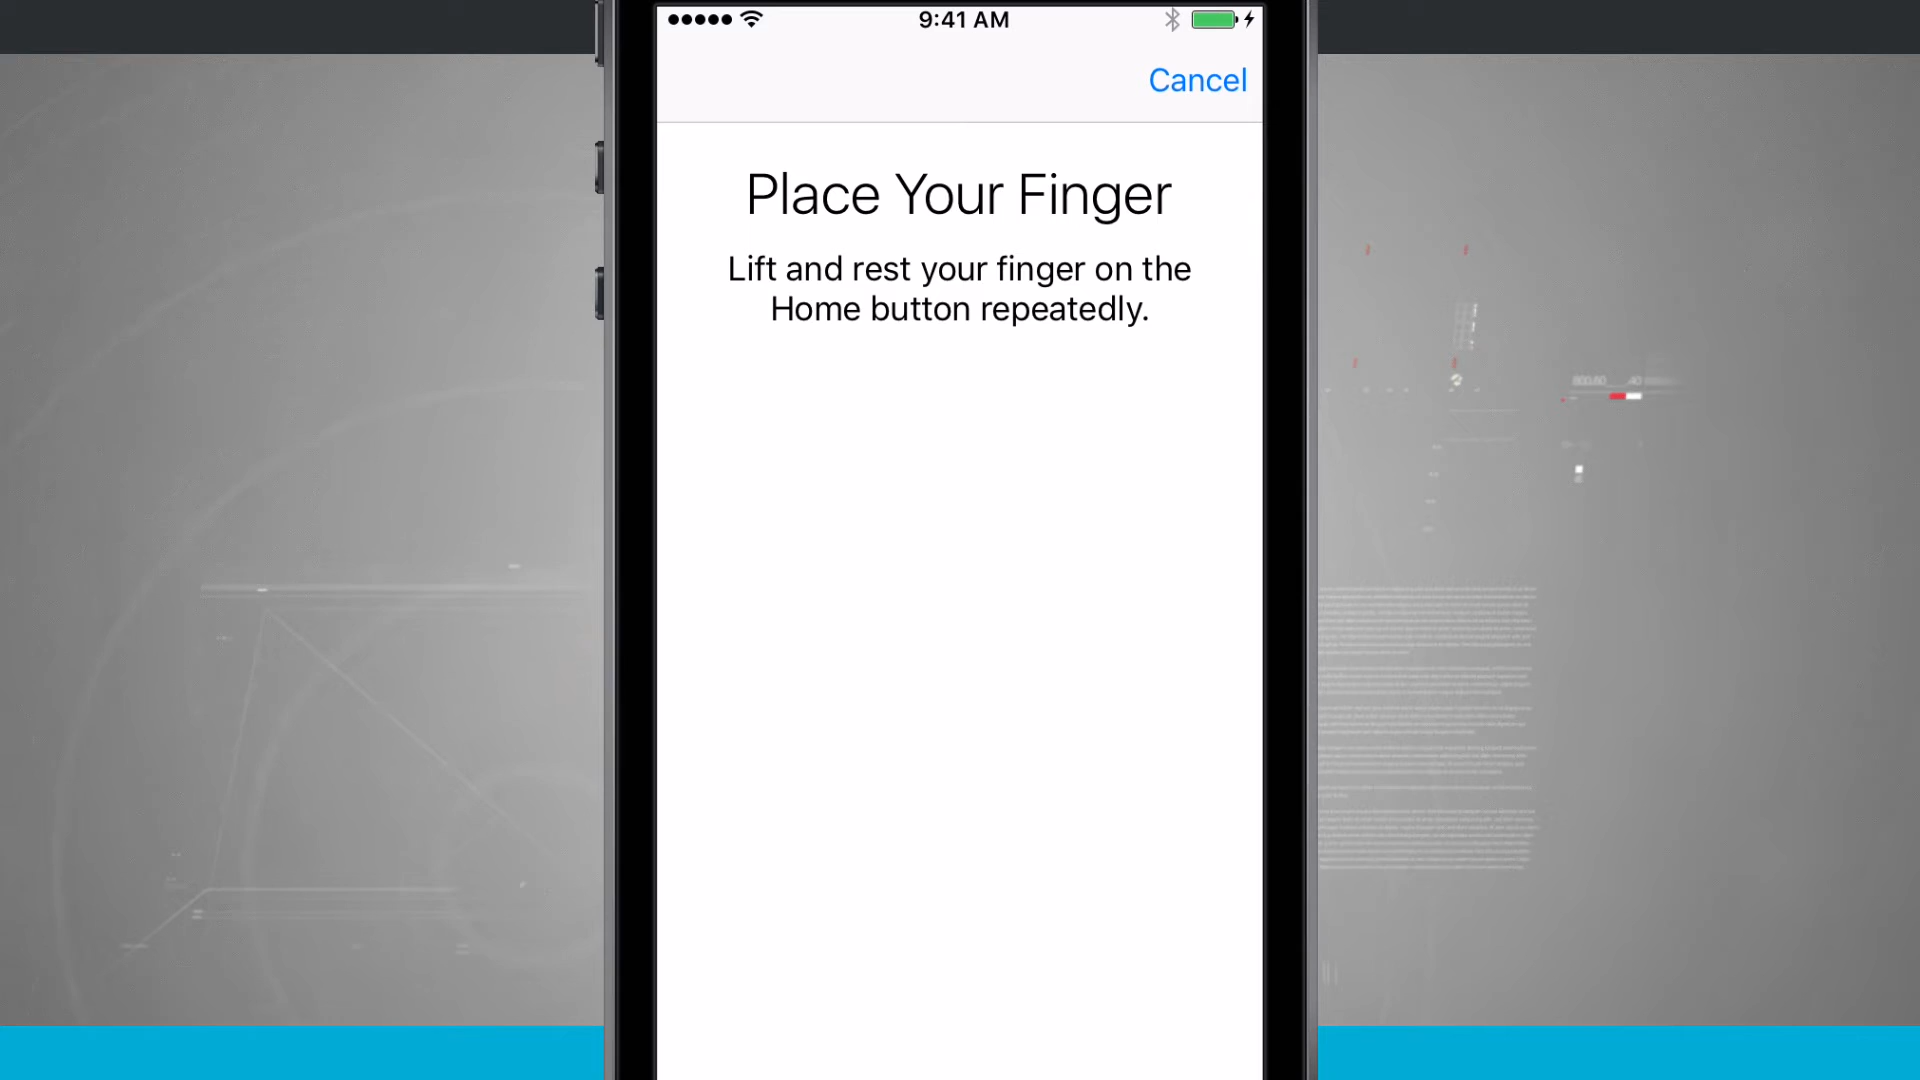 9:41 AM
Cancel
Place Your Finger
Lift and rest your finger on the
Home button repeatedly.